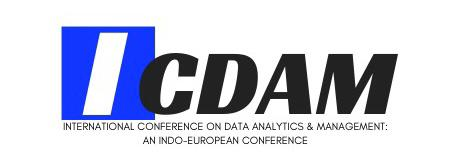 ICDAM
INTERNATIONAL CONFERENCE ON DATA ANALYTICS & MANAGEMENT:
AN INDO-EUROPEAN CONFERENCE